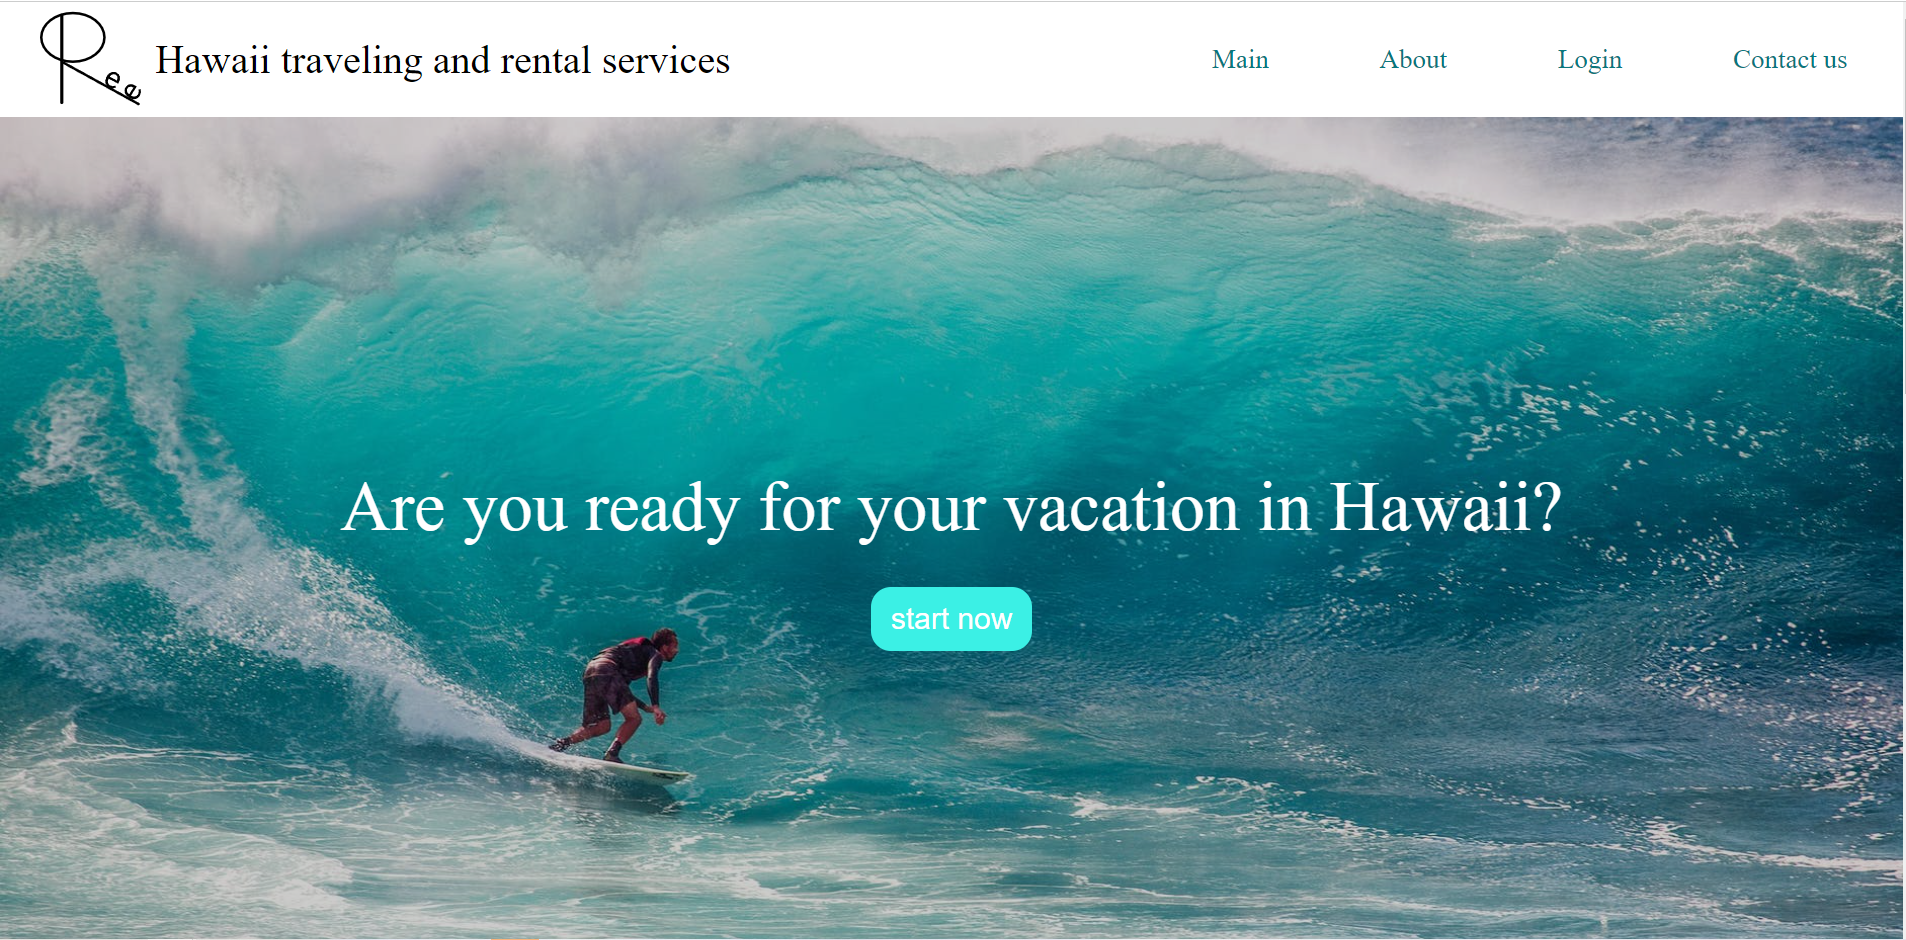 Ree
Hawaii traveling and rental services
Main
About
Login
Contact us
Are you ready for your vacation in Hawaii?
start now